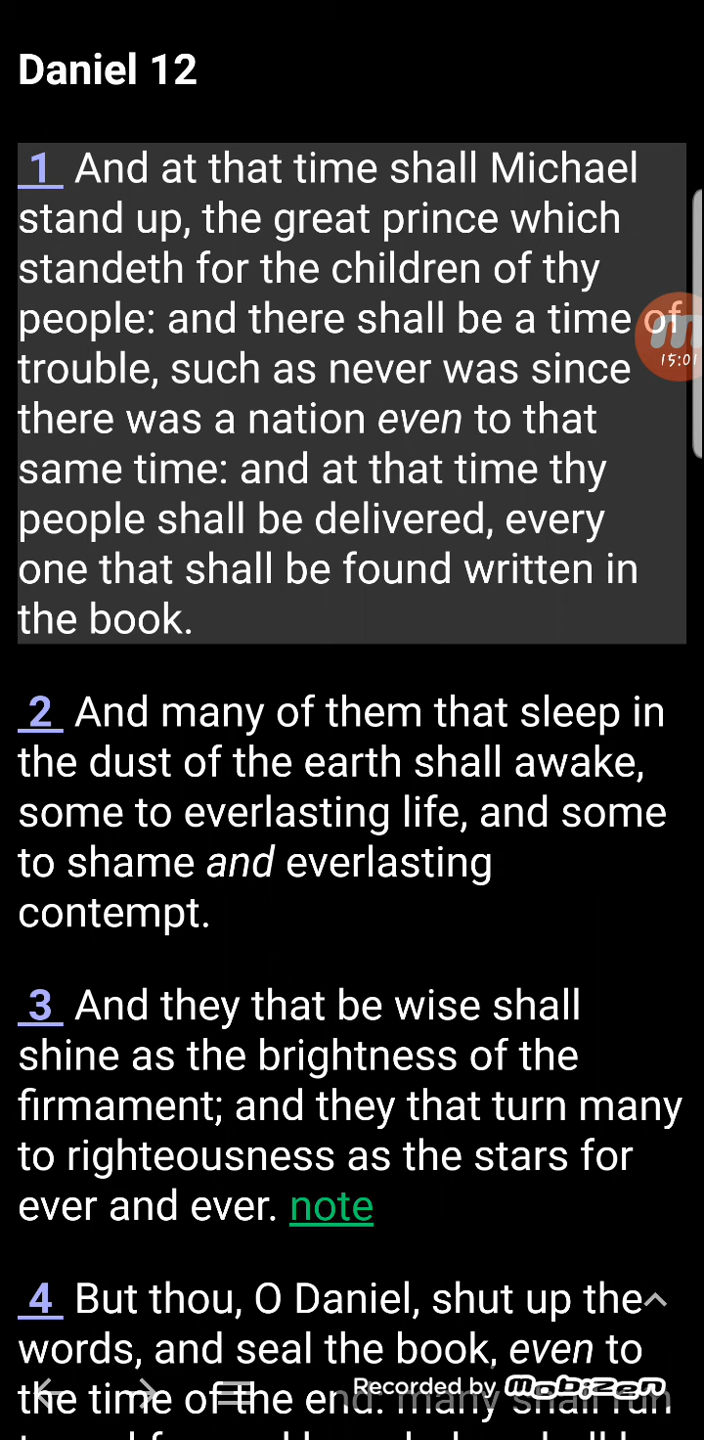 Daniel 12
1 And at that time shall Michael
stand up, the great prince which
standeth for the children of thy
people: and there shall be a time of
trouble, such as never was since
there was a nation even to that
same time: and at that time thy
people shall be delivered, every
one that shall be found written in
the book.
2 And many of them that sleep in
the dust of the earth shall awake,
some to everlasting life, and some
to shame and everlasting
contempt.
3 And they that be wise shall
shine as the brightness of the
firmament; and they that turn many
to righteousness as the stars for
ever and ever. note
4 But thou, O Daniel, shut up the
words, and seal the book, even to
the time of the end: many shall run
15:01
Recorded by mobizen